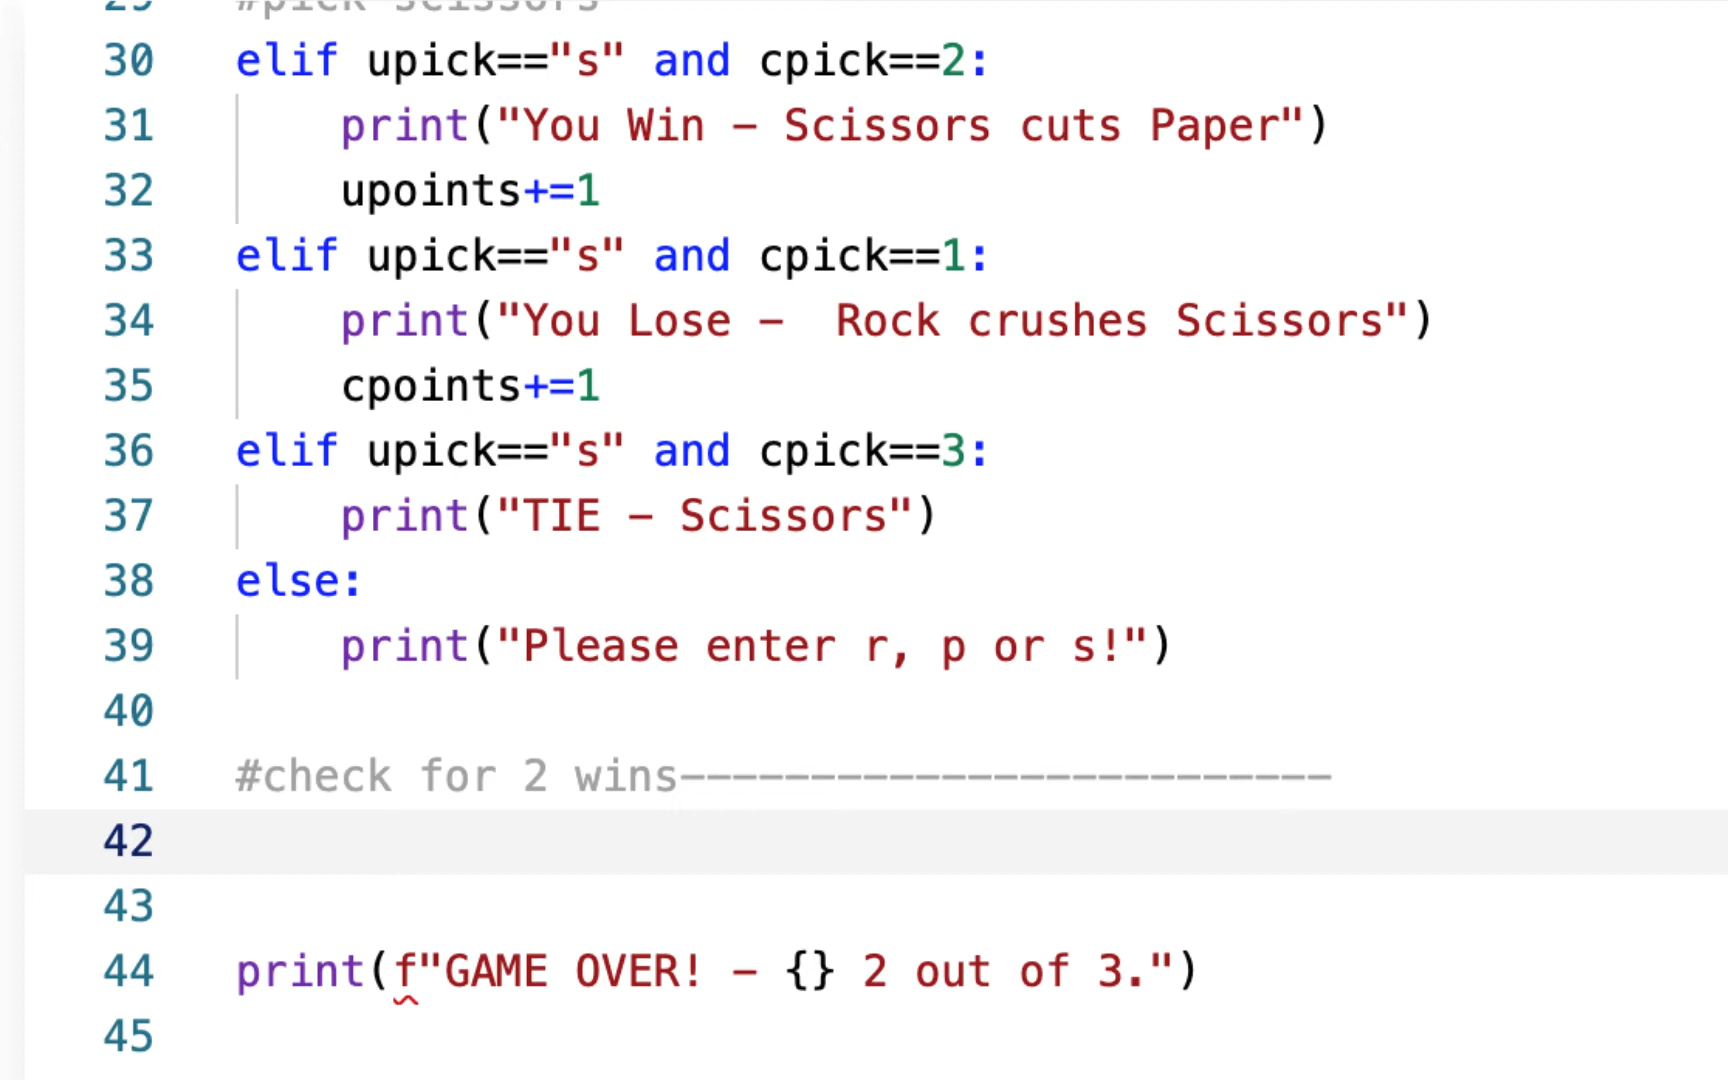 29 #pick scissors
30 elif upick=="s" and cpick==2:
31 print("You Win - Scissors cuts Paper")
32 upoints+=1
33 elif upick=="s" and cpick==1:
34 print("You Lose -  Rock crushes Scissors")
35 cpoints+=1
36 elif upick=="s" and cpick==3:
37 print("TIE - Scissors")
38 else:
39 print("Please enter r, p or s!")
40
41 #check for 2 wins-------------------------
42
43
44 print(f"GAME OVER! - {} 2 out of 3.")
45